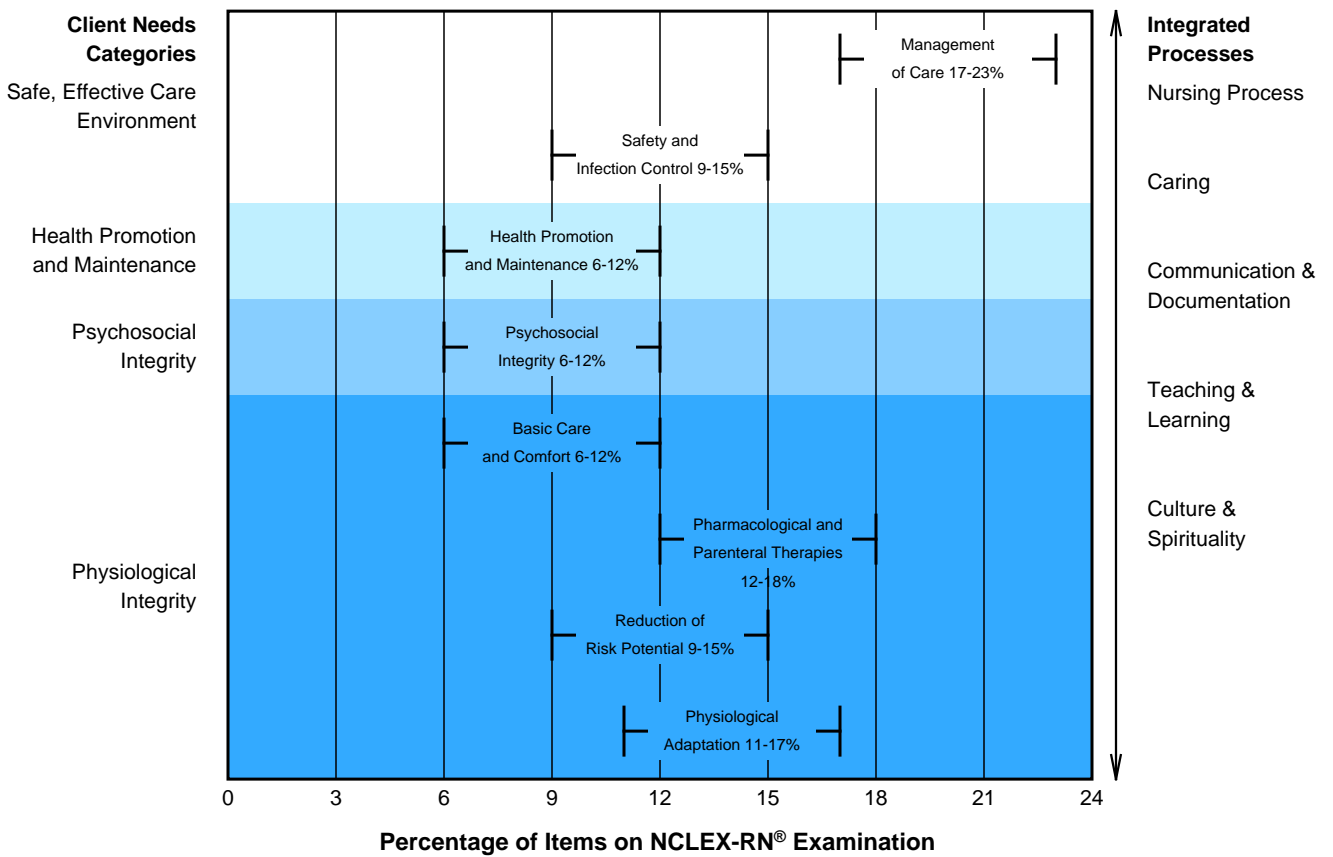 Client Needs
Categories
Safe, Effective Care
Environment
Health Promotion
and Maintenance
Psychosocial
Integrity
Physiological
Integrity
Management
of Care 17-23%
Safety and
Infection Control 9-15%
Health Promotion
and Maintenance 6-12%
Psychosocial
Integrity 6-12%
Basic Care
and Comfort 6-12%
Pharmacological and
Parenteral Therapies
12-18%
Reduction of
Risk Potential 9-15%
Physiological
Adaptation 11-17%
Integrated
Processes
Nursing Process
Caring
Communication &
Documentation
Teaching &
Learning
Culture &
Spirituality
0 3 6 9 12 15 18 21 24
Percentage of Items on NCLEX-RN® Examination